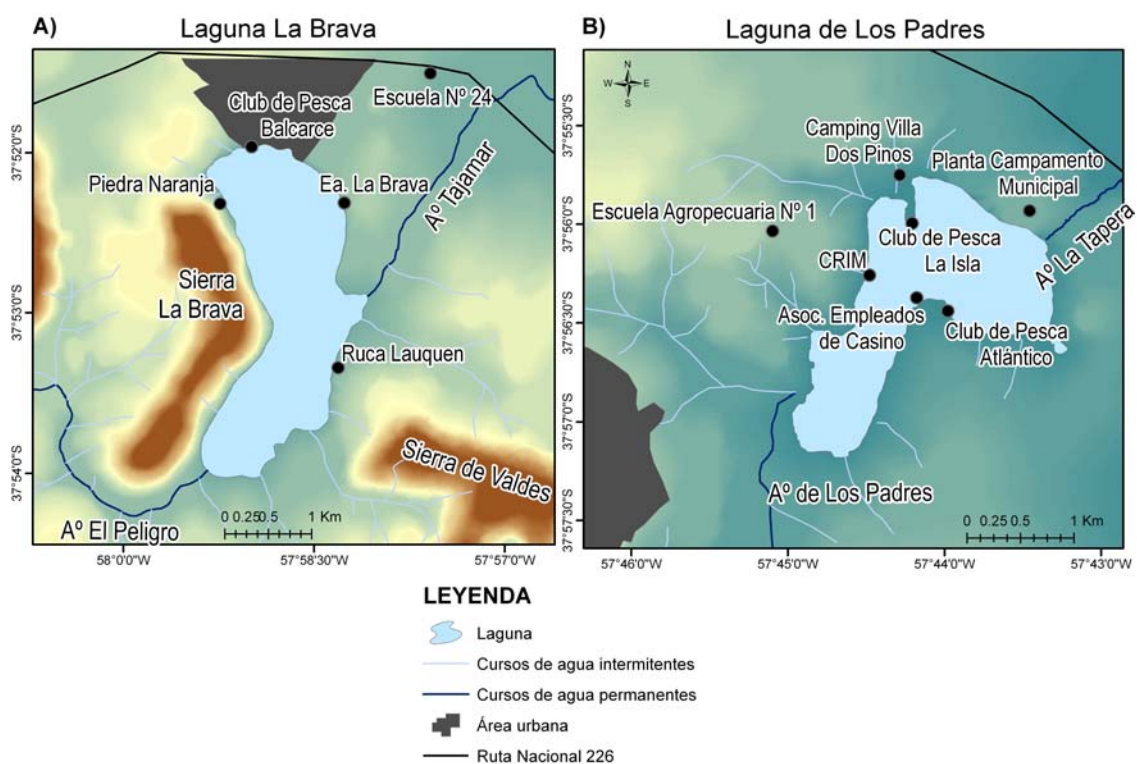 A)
Laguna La Brava
Club de Pesca
Balcarce
Escuela Nº 24
Piedra Naranja
Ea. La Brava
Aº Tajamar
Sierra
La Brava
Ruca Lauquen
Sierra de Valdes
Aº El Peligro
0 0.25 0.5 1 Km
37°52'0"S
37°53'0"S
37°54'0"S
58°0'0"W
57°58'30"W
57°57'0"W
B)
Laguna de Los Padres
N
W E
S
Camping Villa
Dos Pinos
Planta Campamento
Municipal
Escuela Agropecuaria Nº 1
Club de Pesca
La Isla
Aº La Tapera
CRIM
Asoc. Empleados
de Casino
Club de Pesca
Atlántico
Aº de Los Padres
0 0.25 0.5 1 Km
37°55'30"S
37°56'0"S
37°56'30"S
37°57'0"S
37°57'30"S
57°46'0"W
57°45'0"W
57°44'0"W
57°43'0"W
LEYENDA
Laguna
Cursos de agua intermitentes
Cursos de agua permanentes
Área urbana
Ruta Nacional 226